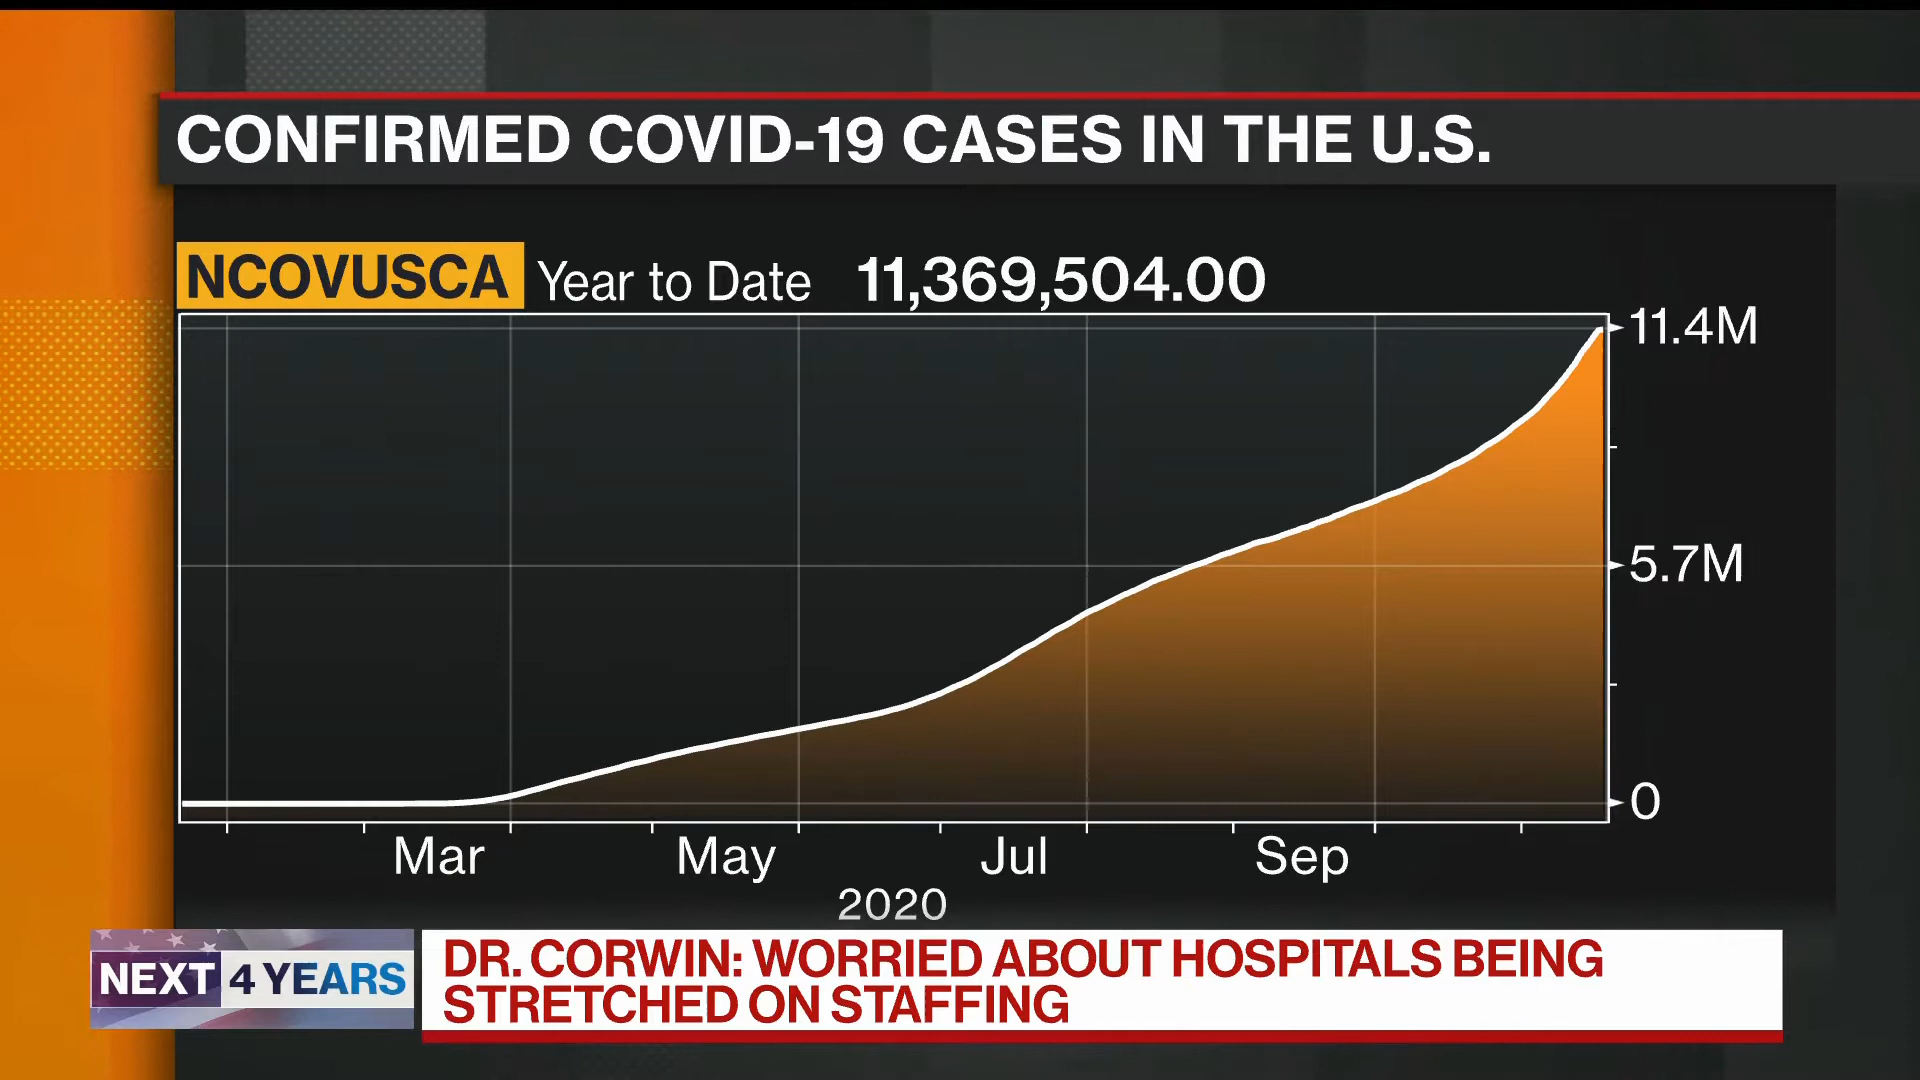 CONFIRMED COVID-19 CASES IN THE U.S.
NCOVUSCA Year to Date 11,369,504.00
11.4M
5.7M
0
Mar May Jul Sep
2020
NEXT 4 YEARS
DR. CORWIN: WORRIED ABOUT HOSPITALS BEING
STRETCHED ON STAFFING